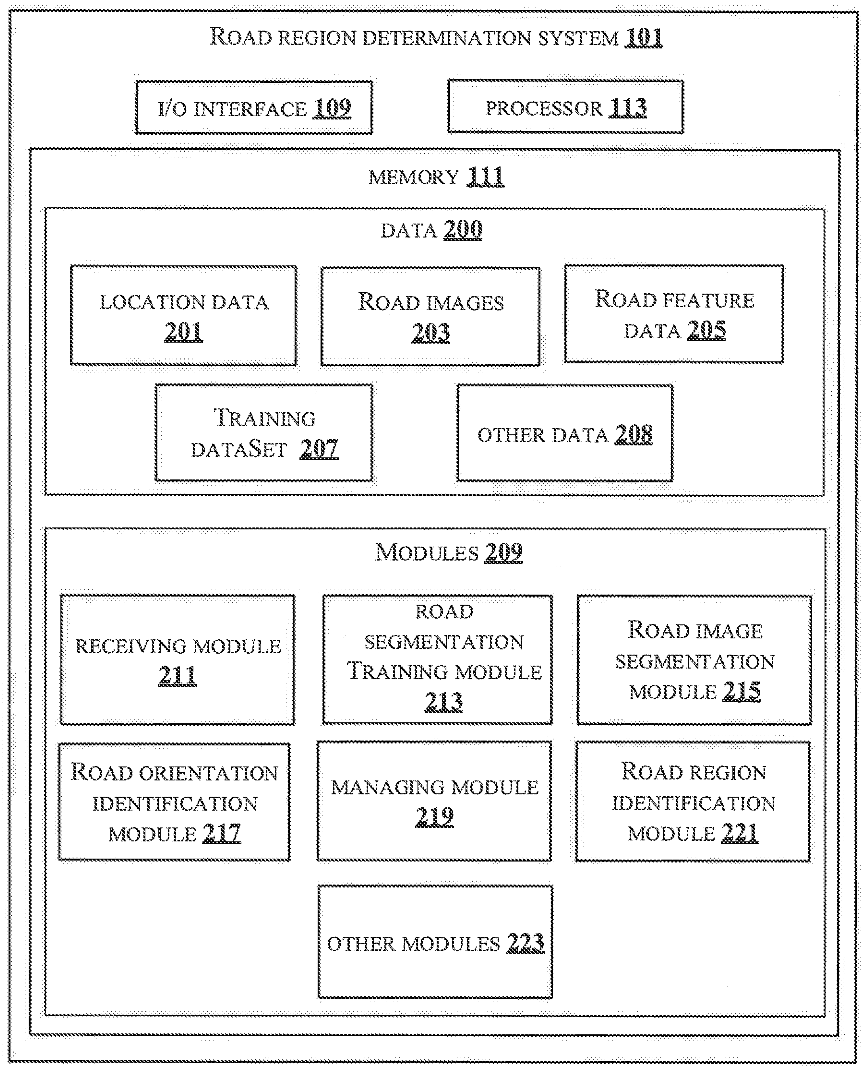 ROAD REGION DETERMINATION SYSTEM 101
I/O INTERFACE 109
PROCESSOR 113
MEMORY 111
DATA 200
LOCATION DATA
201
ROAD IMAGES
203
ROAD FEATURE
DATA 205
TRAINING
DATASET 207
OTHER DATA 208
MODULES 209
RECEIVING MODULE
211
ROAD
SEGMENTATION
TRAINING MODULE
213
ROAD IMAGE
SEGMENTATION
MODULE 215
ROAD ORIENTATION
IDENTIFICATION
MODULE 217
MANAGING MODULE
219
ROAD REGION
IDENTIFICATION
MODULE 221
OTHER MODULES 223